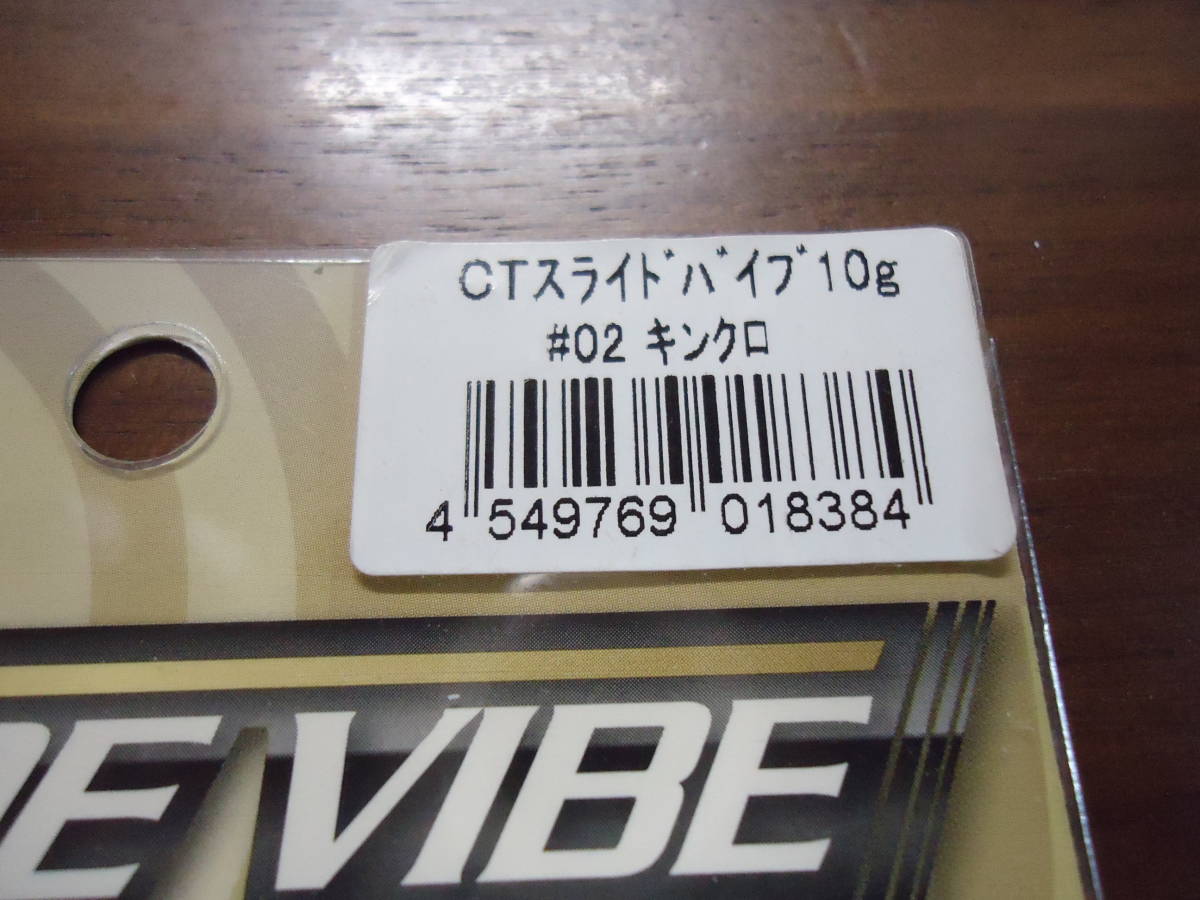 CTｽﾗｲﾄﾞﾊﾞｲﾌﾞ10g
#02 ｷﾝｸﾛ
4 549769 018384
DE VIBE